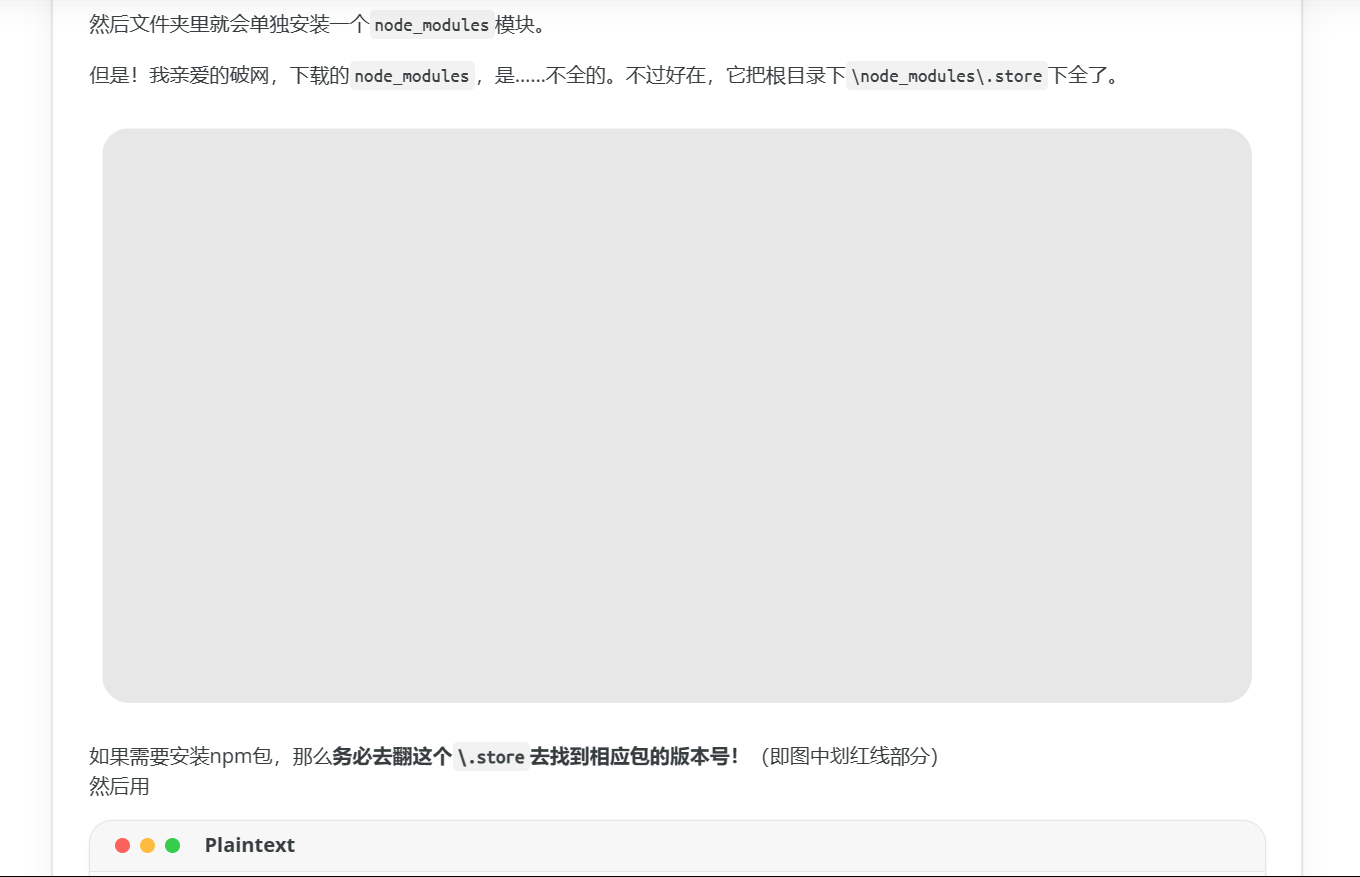 然后文件夹里就会单独安装一个node_modules模块。
但是！我亲爱的破网，下载的node_modules，是……不全的。不过好在，它把根目录下\node_modules\.store下全了。
如果需要安装npm包，那么务必去翻这个\.store去找到相应包的版本号！（即图中划红线部分）
然后用
Plaintext